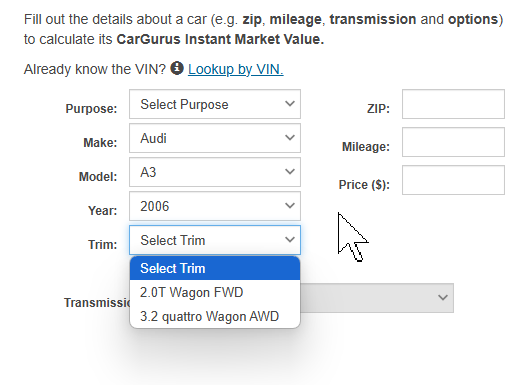 Fill out the details about a car (e.g. zip, mileage, transmission and options)
to calculate its CarGurus Instant Market Value.
Already know the VIN? Lookup by VIN.
Purpose: Select Purpose
ZIP:
Make: Audi
Mileage:
Model: A3
Price ($):
Year: 2006
Trim: Select Trim
Select Trim
2.0T Wagon FWD
3.2 quattro Wagon AWD